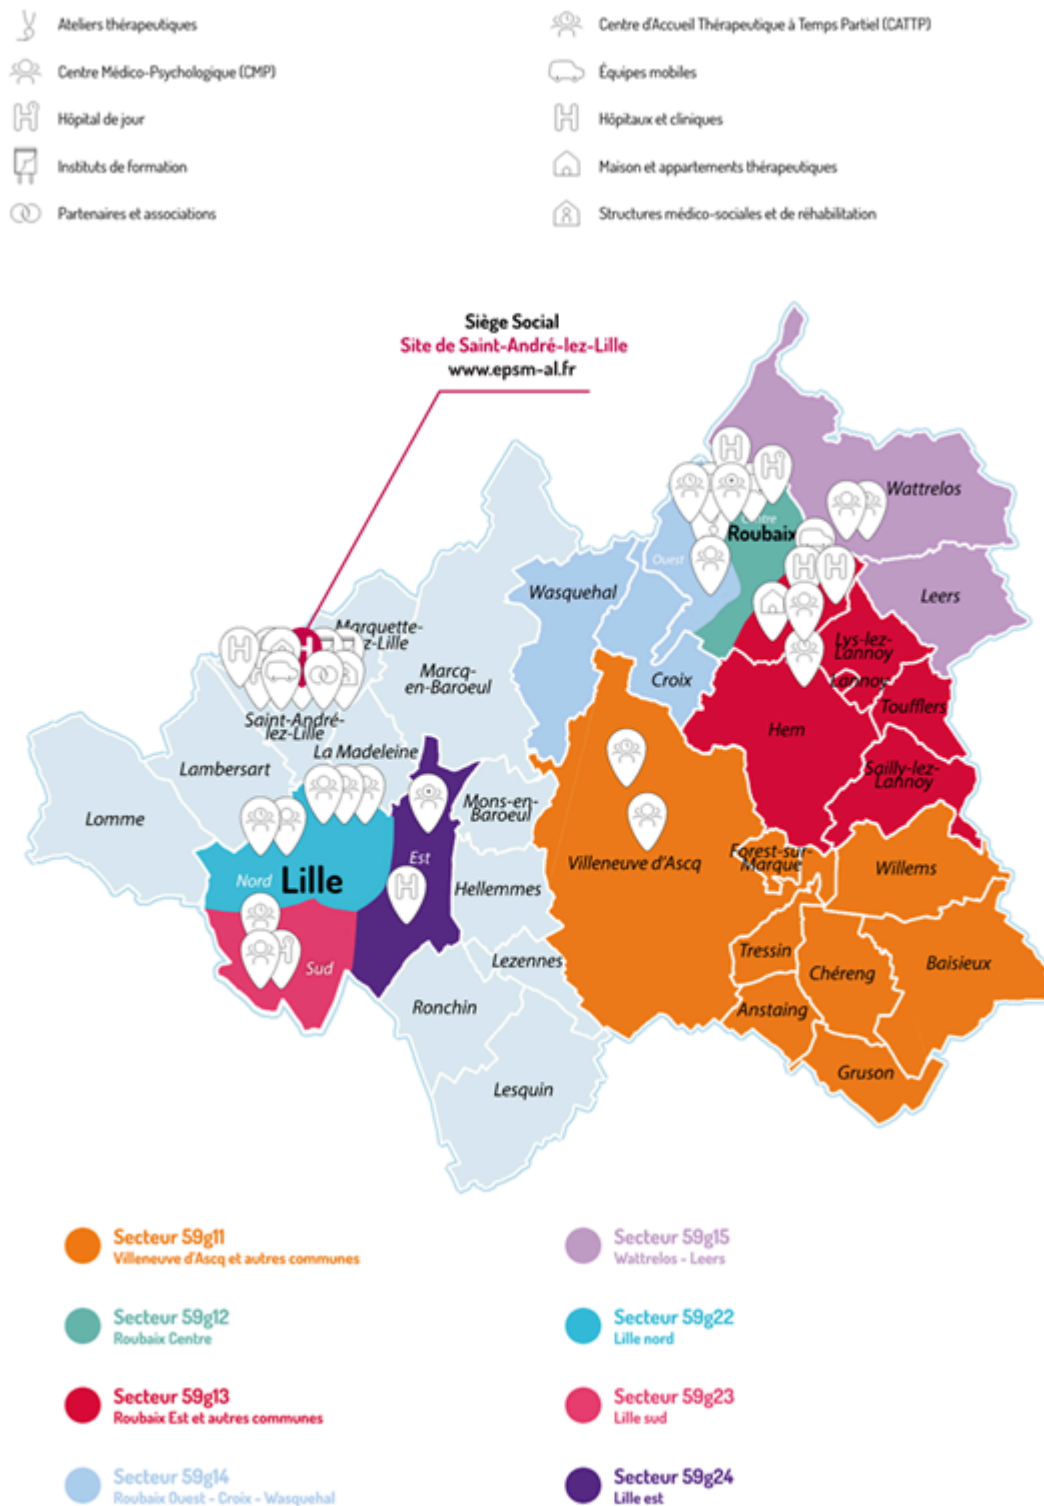 Ateliers thérapeutiques
Centre d'Accueil Thérapeutique à Temps Partiel (CATTP)
Centre Médico-Psychologique (CMP)
Équipes mobiles
Hôpital de jour
Hôpitaux et cliniques
Instituts de formation
Maison et appartements thérapeutiques
Partenaires et associations
Structures médico-sociales et de réhabilitation
Siège Social
Site de Saint-André-lez-Lille
www.epsm-al.fr
Wattrelos
Centre
Roubaix
Ouest
Wasquehal
Leers
Marquette-
lez-Lille
Lys-lez-
Lannoy
Marcq-
en-Baroeul
Croix
Lannoy
Toufflers
Saint-André-
lez-Lille
Hem
La Madeleine
Lambersart
Sailly-lez-
Lannoy
Mons-en-
Baroeul
Lomme
Est
Forest-sur-
Marque
Villeneuve d'Ascq
Willems
Nord
Lille
Hellemmes
Tressin
Lezennes
Sud
Chéreng
Baisieux
Ronchin
Anstaing
Gruson
Lesquin
Secteur 59g11
Villeneuve d'Ascq et autres communes
Secteur 59g15
Wattrelos - Leers
Secteur 59g12
Roubaix Centre
Secteur 59g22
Lille nord
Secteur 59g13
Roubaix Est et autres communes
Secteur 59g23
Lille sud
Secteur 59g14
Roubaix Ouest - Croix - Wasquehal
Secteur 59g24
Lille est